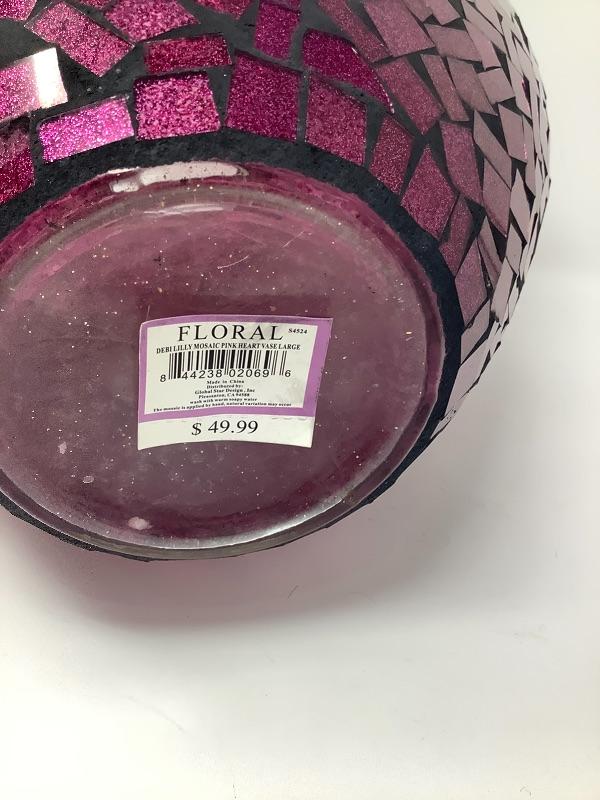 FLORAL S4524
DEBI LILLY MOSAIC PINK HEART VASE LARGE
8 44238 02069 6
Made in China
Distributed by:
Global Star Design, Inc
Pleasanton, CA 94588
wash with warm soapy water
The mosaic is applied by hand, natural variation may occur
$ 49.99